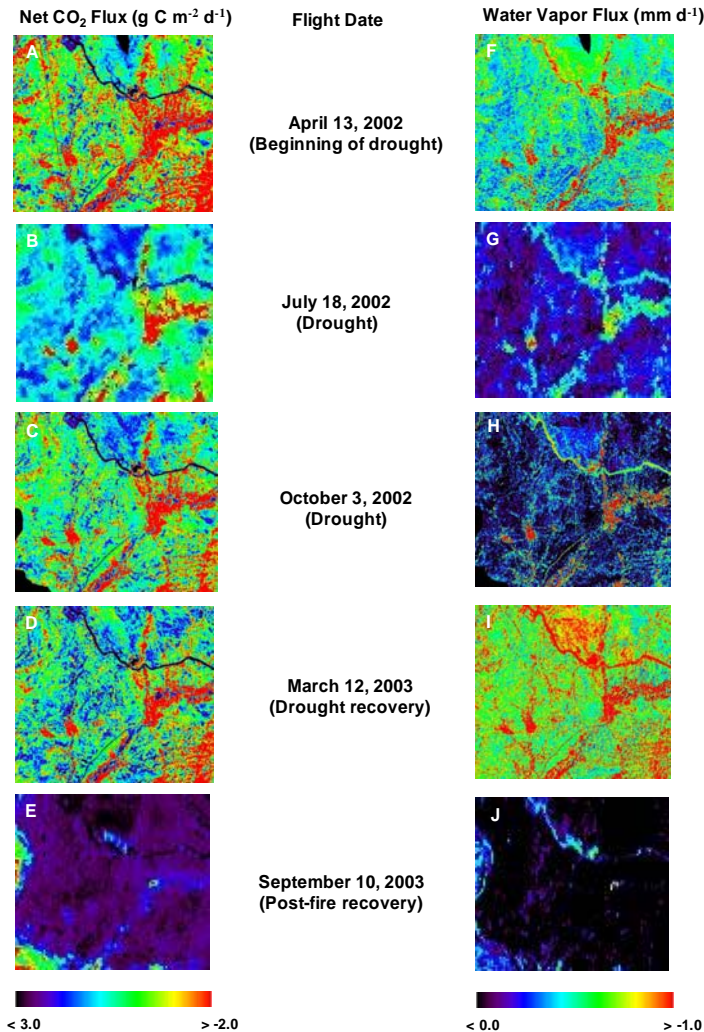 Net CO₂ Flux (g C m⁻² d⁻¹)
Flight Date
Water Vapor Flux (mm d⁻¹)
A
F
April 13, 2002
(Beginning of drought)
B
G
July 18, 2002
(Drought)
C
H
October 3, 2002
(Drought)
D
I
March 12, 2003
(Drought recovery)
E
J
September 10, 2003
(Post-fire recovery)
< 3.0
> -2.0
< 0.0
> -1.0